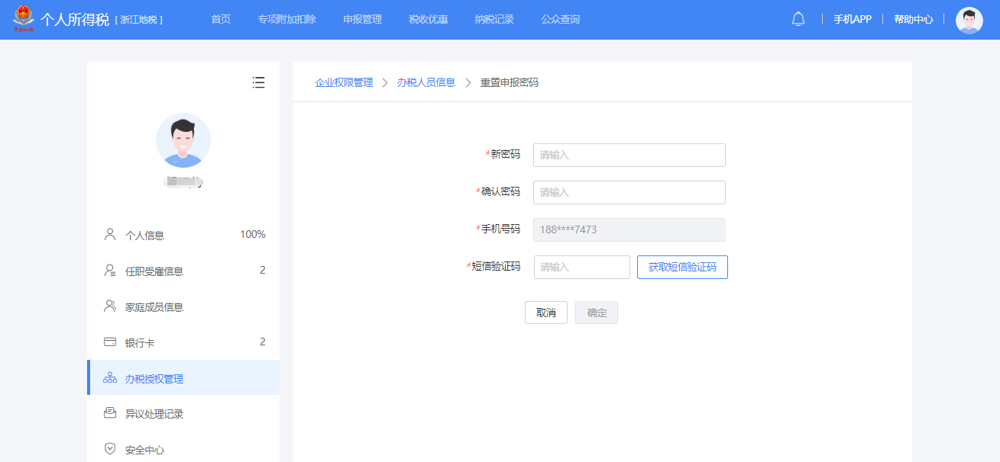 个人所得税 [ 浙江地税 ] 首页 专项附加扣除 申报管理 税收优惠 纳税记录 公众查询 手机APP 帮助中心
企业权限管理 > 办税人员信息 > 重置申报密码
*新密码 请输入
*确认密码 请输入
*手机号码 188****7473
*短信验证码 请输入 获取短信验证码
取消 确定
个人信息 100%
任职受雇信息 2
家庭成员信息
银行卡 2
办税授权管理
异议处理记录
安全中心